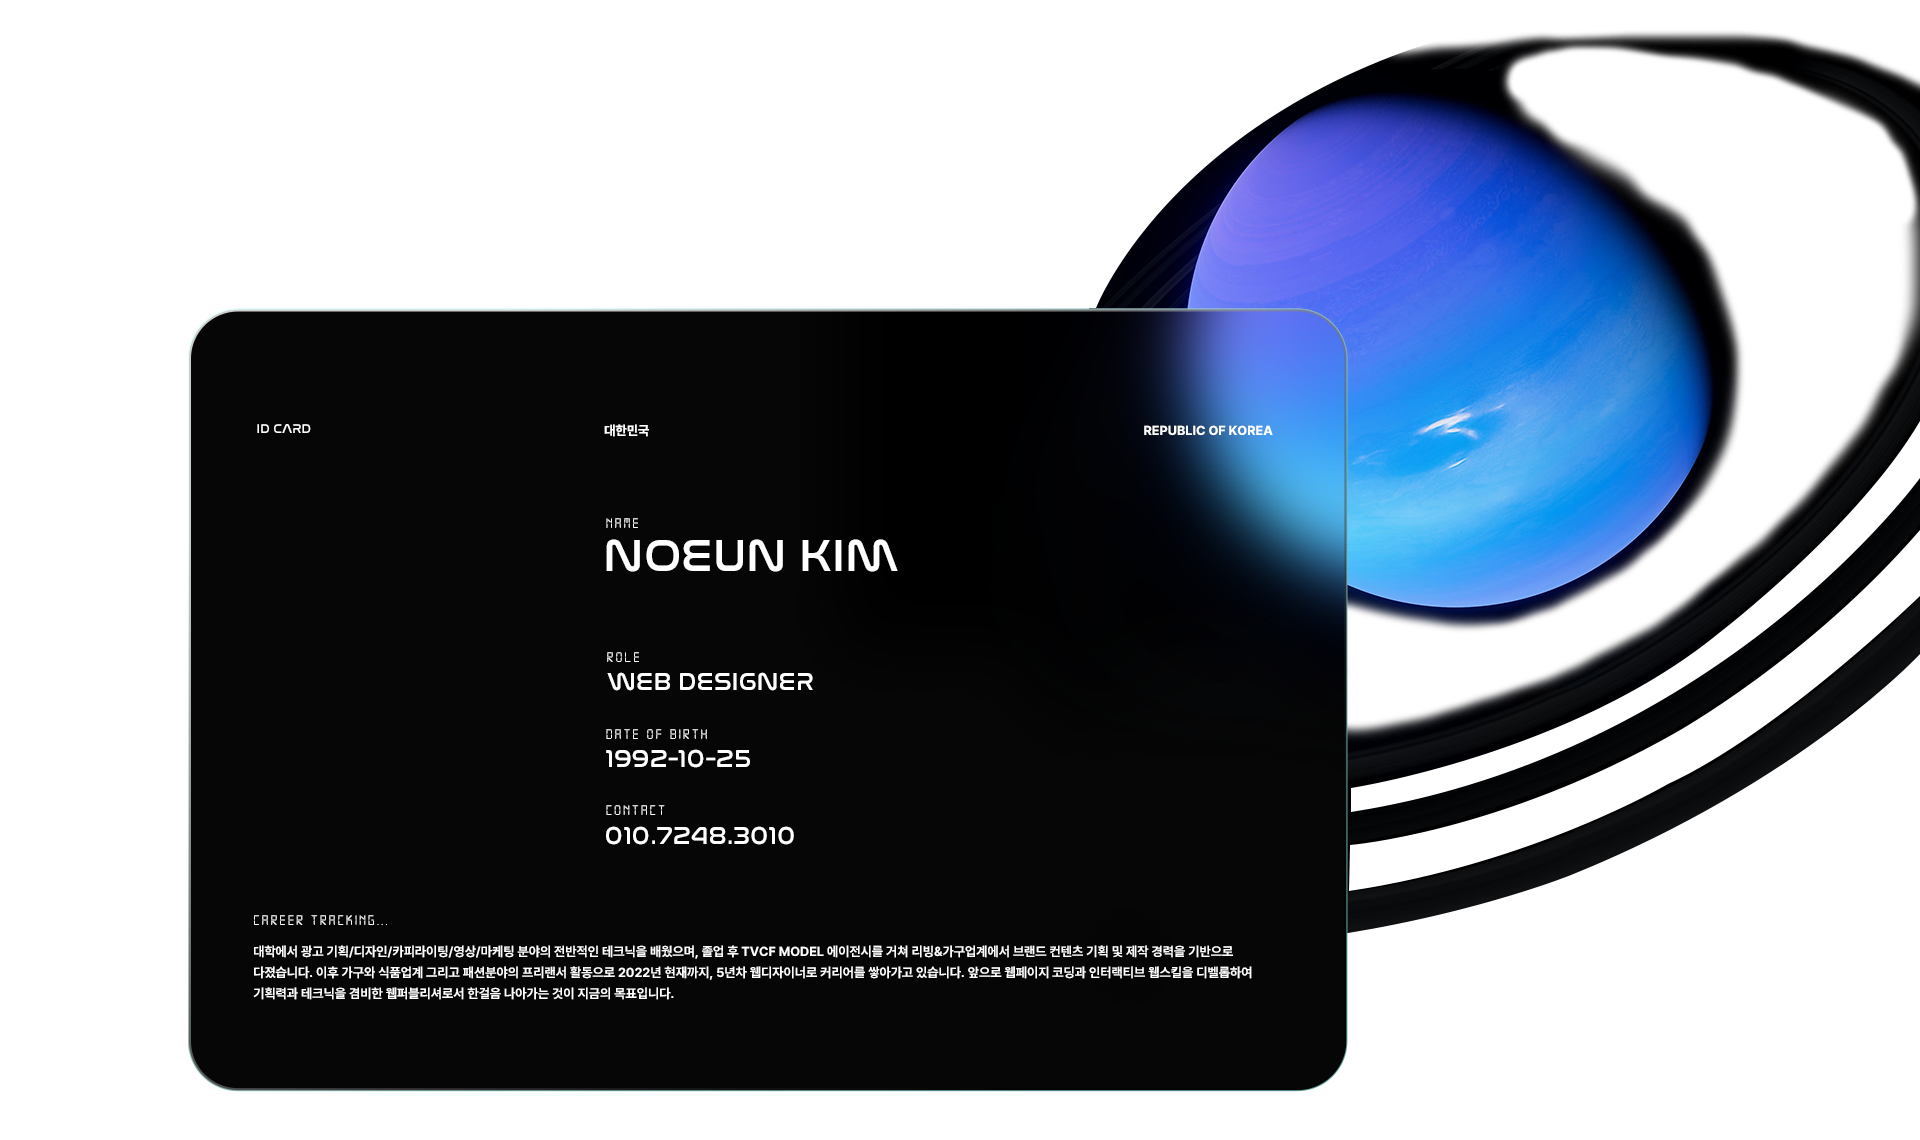 ID CARD
대한민국
REPUBLIC OF KOREA
NAME
NOEUN KIM
ROLE
WEB DESIGNER
DATE OF BIRTH
1992-10-25
CONTACT
010.7248.3010
CAREER TRACKING...
대학에서 광고 기획/디자인/카피라이팅/영상/마케팅 분야의 전반적인 테크닉을 배웠으며, 졸업 후 TVCF MODEL 에이전시를 거쳐 리빙&가구업계에서 브랜드 컨텐츠 기획 및 제작 경력을 기반으로
다졌습니다. 이후 가구와 식품업계 그리고 패션분야의 프리랜서 활동으로 2022년 현재까지, 5년차 웹디자이너로 커리어를 쌓아가고 있습니다. 앞으로 웹페이지 코딩과 인터랙티브 웹스킬을 디벨롭하여
기획력과 테크닉을 겸비한 웹퍼블리셔로서 한걸음 나아가는 것이 지금의 목표입니다.